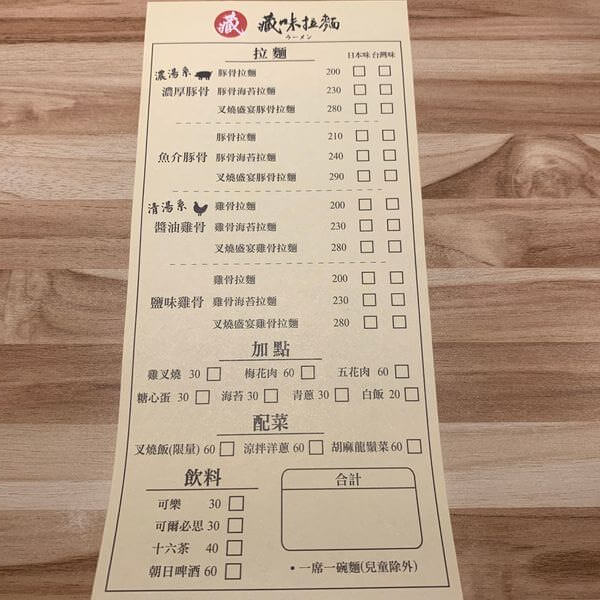 藏 藏味拉麵
ラーメン
拉麵 日本味 台灣味
濃湯系 豚骨拉麵 200
濃厚豚骨 豚骨海苔拉麵 230
叉燒盛宴豚骨拉麵 280
豚骨拉麵 210
魚介豚骨 豚骨海苔拉麵 240
叉燒盛宴豚骨拉麵 290
清湯系 雞骨拉麵 200
醬油雞骨 雞骨海苔拉麵 230
叉燒盛宴雞骨拉麵 280
雞骨拉麵 200
鹽味雞骨 雞骨海苔拉麵 230
叉燒盛宴雞骨拉麵 280
加點
雞叉燒 30 梅花肉 60 五花肉 60
糖心蛋 30 海苔 30 青蔥 30 白飯 20
配菜
叉燒飯(限量) 60 涼拌洋蔥 60 胡麻龍鬚菜 60
飲料 合計
可樂 30
可爾必思 30
十六茶 40
朝日啤酒 60
•一席一碗麵(兒童除外)